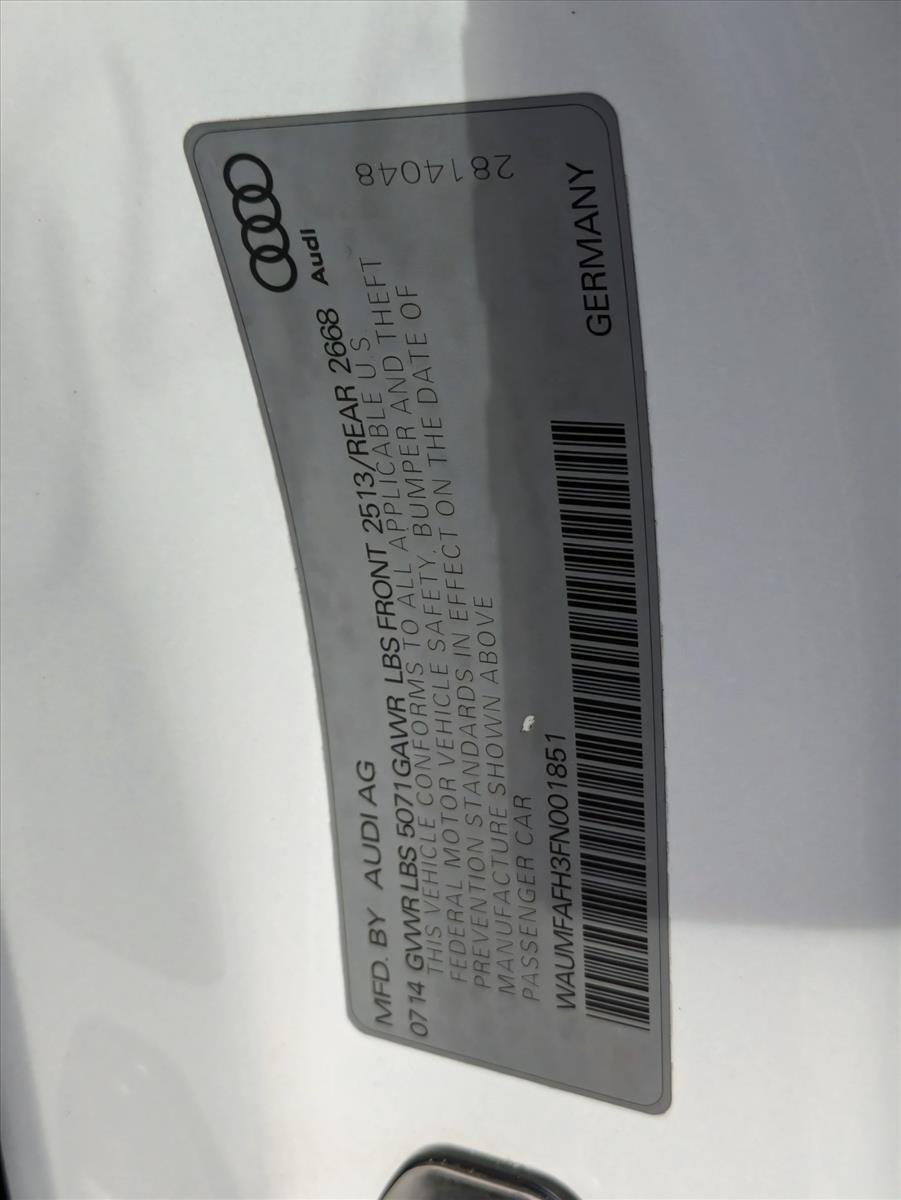 MFD. BY AUDI AG
Audi
0714 GVWR LBS 5071 GAWR LBS FRONT 2513/REAR 2668
THIS VEHICLE CONFORMS TO ALL APPLICABLE U.S.
FEDERAL MOTOR VEHICLE SAFETY, BUMPER AND THEFT
PREVENTION STANDARDS IN EFFECT ON THE DATE OF
MANUFACTURE SHOWN ABOVE
PASSENGER CAR
2814048
WAUMFAFH3FN001851
GERMANY